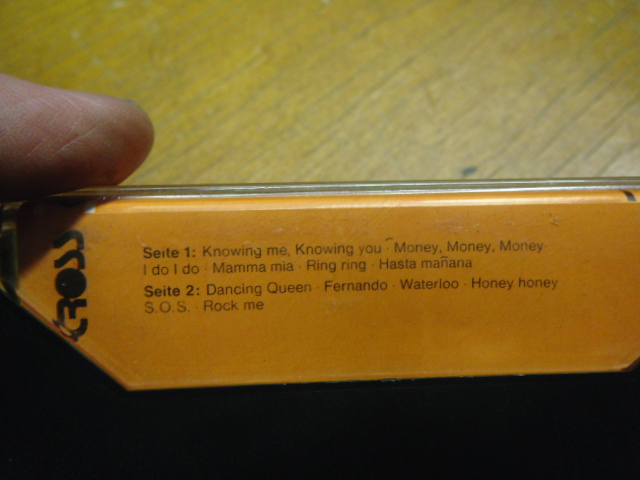 CROSS
Seite 1: Knowing me, Knowing you · Money, Money, Money·
I do I do · Mamma mia · Ring ring · Hasta mañana
Seite 2: Dancing Queen · Fernando · Waterloo · Honey honey
S.O.S. · Rock me